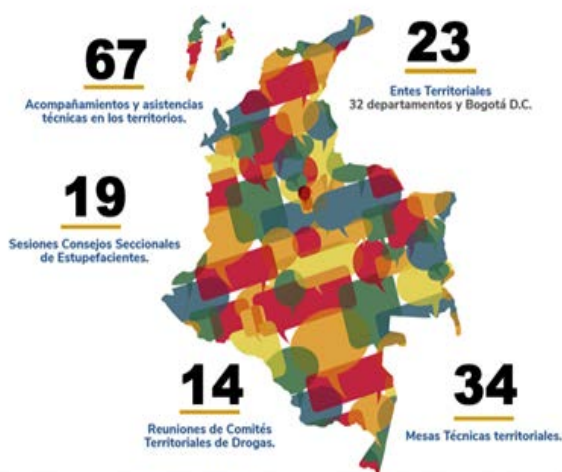 67
Acompañamientos y asistencias
técnicas en los territorios.
23
Entes Territoriales
32 departamentos y Bogotá D.C.
19
Sesiones Consejos Seccionales
de Estupefacientes.
14
Reuniones de Comités
Territoriales de Drogas.
34
Mesas Técnicas territoriales.